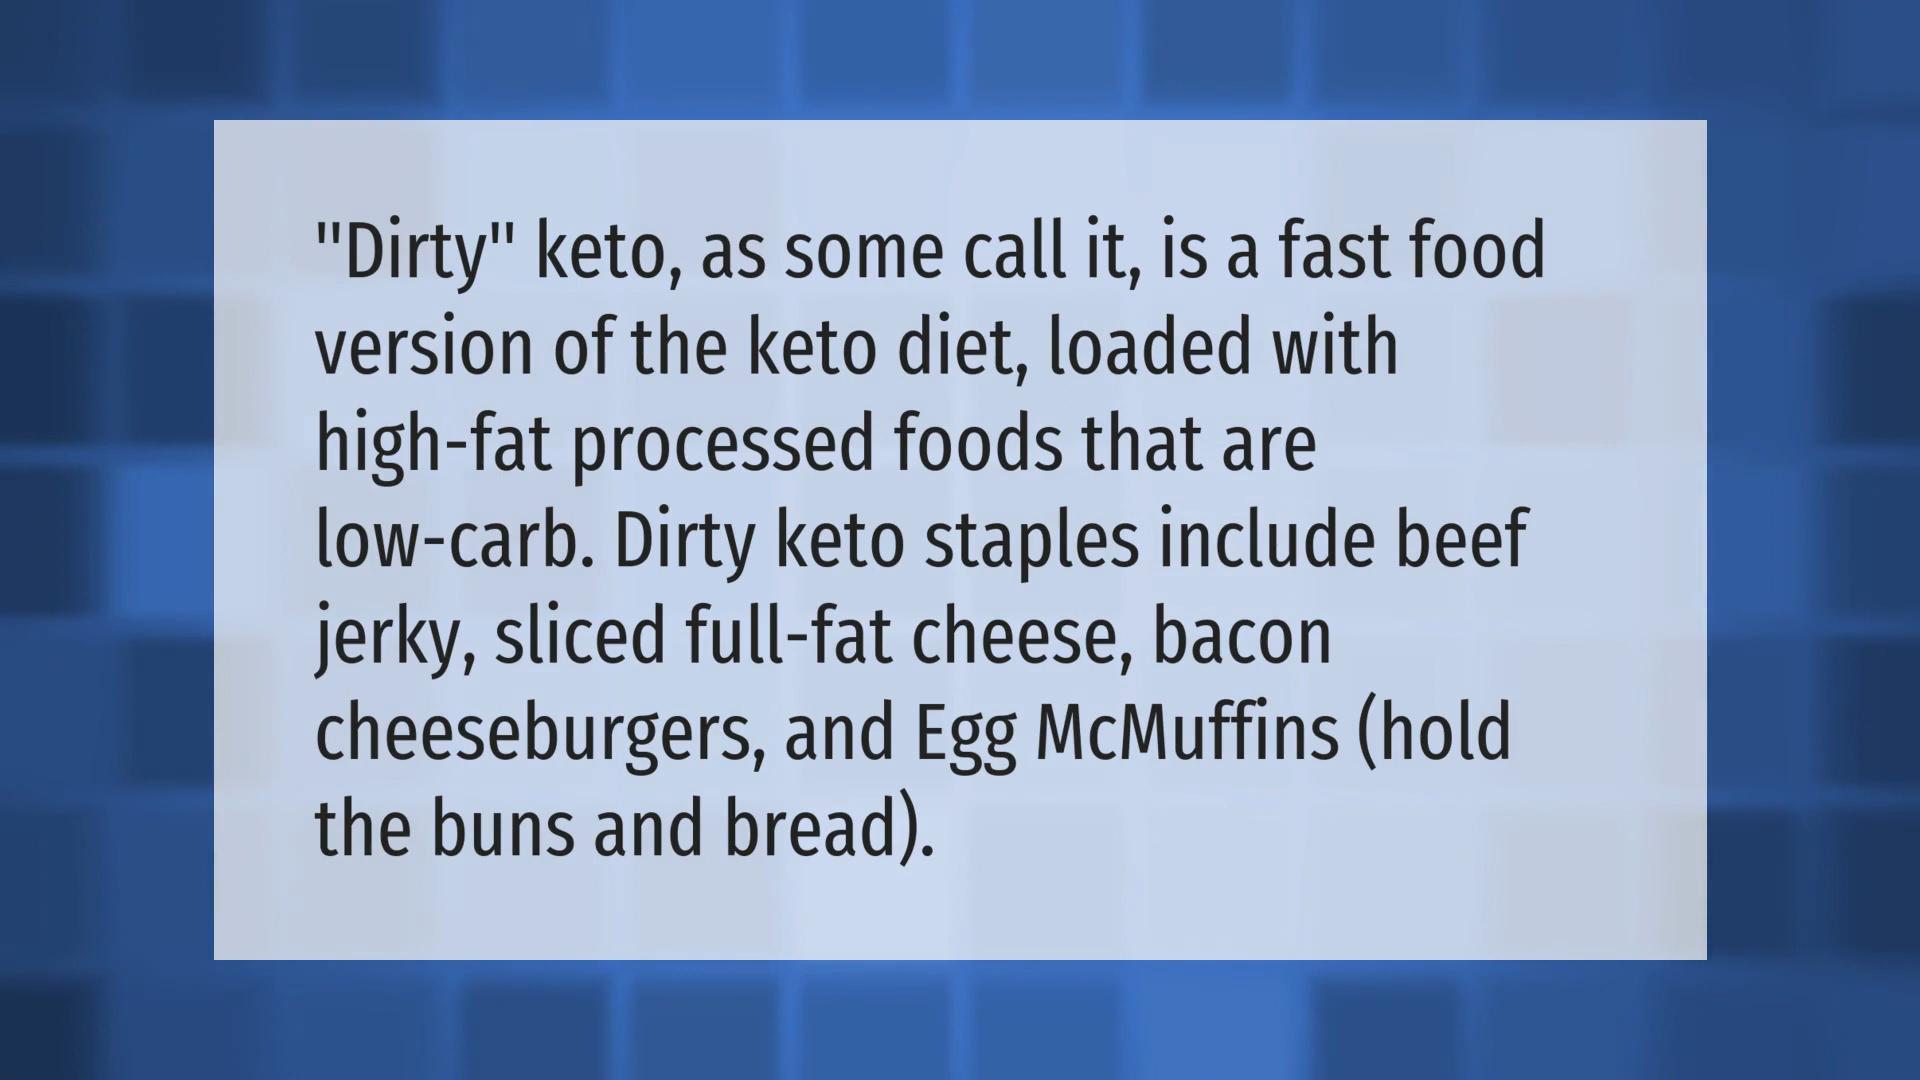 "Dirty" keto, as some call it, is a fast food
version of the keto diet, loaded with
high-fat processed foods that are
low-carb. Dirty keto staples include beef
jerky, sliced full-fat cheese, bacon
cheeseburgers, and Egg McMuffins (hold
the buns and bread).